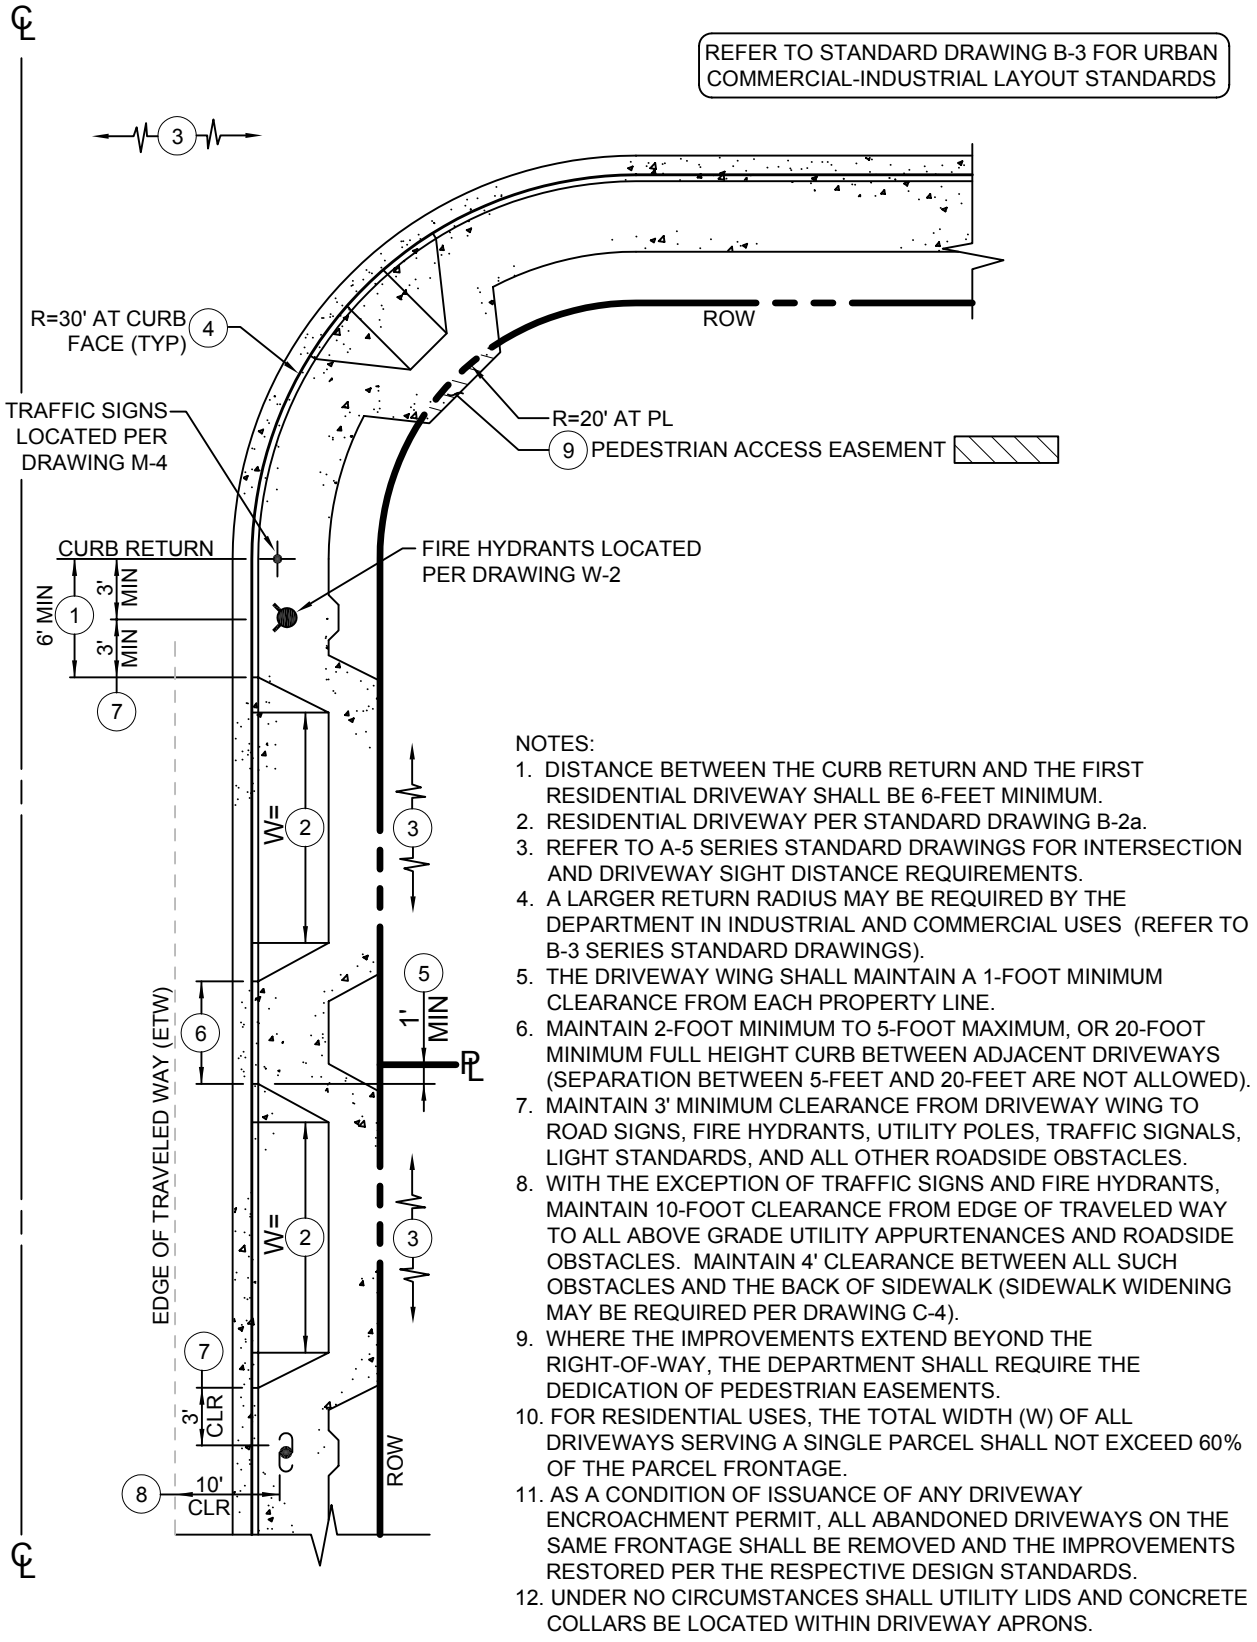 ℄
REFER TO STANDARD DRAWING B-3 FOR URBAN
COMMERCIAL-INDUSTRIAL LAYOUT STANDARDS
3
R=30' AT CURB
FACE (TYP)
4
ROW
TRAFFIC SIGNS
LOCATED PER
DRAWING M-4
R=20' AT PL
9 PEDESTRIAN ACCESS EASEMENT
CURB RETURN
FIRE HYDRANTS LOCATED
PER DRAWING W-2
6' MIN
1
3'
MIN
3'
MIN
7
W=
2
3
5
1'
MIN
6
℄
PL
EDGE OF TRAVELED WAY (ETW)
W=
2
3
7
3'
CLR
8
10'
CLR
ROW
NOTES:
1. DISTANCE BETWEEN THE CURB RETURN AND THE FIRST
RESIDENTIAL DRIVEWAY SHALL BE 6-FEET MINIMUM.
2. RESIDENTIAL DRIVEWAY PER STANDARD DRAWING B-2a.
3. REFER TO A-5 SERIES STANDARD DRAWINGS FOR INTERSECTION
AND DRIVEWAY SIGHT DISTANCE REQUIREMENTS.
4. A LARGER RETURN RADIUS MAY BE REQUIRED BY THE
DEPARTMENT IN INDUSTRIAL AND COMMERCIAL USES (REFER TO
B-3 SERIES STANDARD DRAWINGS).
5. THE DRIVEWAY WING SHALL MAINTAIN A 1-FOOT MINIMUM
CLEARANCE FROM EACH PROPERTY LINE.
6. MAINTAIN 2-FOOT MINIMUM TO 5-FOOT MAXIMUM, OR 20-FOOT
MINIMUM FULL HEIGHT CURB BETWEEN ADJACENT DRIVEWAYS
(SEPARATION BETWEEN 5-FEET AND 20-FEET ARE NOT ALLOWED).
7. MAINTAIN 3' MINIMUM CLEARANCE FROM DRIVEWAY WING TO
ROAD SIGNS, FIRE HYDRANTS, UTILITY POLES, TRAFFIC SIGNALS,
LIGHT STANDARDS, AND ALL OTHER ROADSIDE OBSTACLES.
8. WITH THE EXCEPTION OF TRAFFIC SIGNS AND FIRE HYDRANTS,
MAINTAIN 10-FOOT CLEARANCE FROM EDGE OF TRAVELED WAY
TO ALL ABOVE GRADE UTILITY APPURTENANCES AND ROADSIDE
OBSTACLES. MAINTAIN 4' CLEARANCE BETWEEN ALL SUCH
OBSTACLES AND THE BACK OF SIDEWALK (SIDEWALK WIDENING
MAY BE REQUIRED PER DRAWING C-4).
9. WHERE THE IMPROVEMENTS EXTEND BEYOND THE
RIGHT-OF-WAY, THE DEPARTMENT SHALL REQUIRE THE
DEDICATION OF PEDESTRIAN EASEMENTS.
10. FOR RESIDENTIAL USES, THE TOTAL WIDTH (W) OF ALL
DRIVEWAYS SERVING A SINGLE PARCEL SHALL NOT EXCEED 60%
OF THE PARCEL FRONTAGE.
11. AS A CONDITION OF ISSUANCE OF ANY DRIVEWAY
ENCROACHMENT PERMIT, ALL ABANDONED DRIVEWAYS ON THE
SAME FRONTAGE SHALL BE REMOVED AND THE IMPROVEMENTS
RESTORED PER THE RESPECTIVE DESIGN STANDARDS.
12. UNDER NO CIRCUMSTANCES SHALL UTILITY LIDS AND CONCRETE
COLLARS BE LOCATED WITHIN DRIVEWAY APRONS.